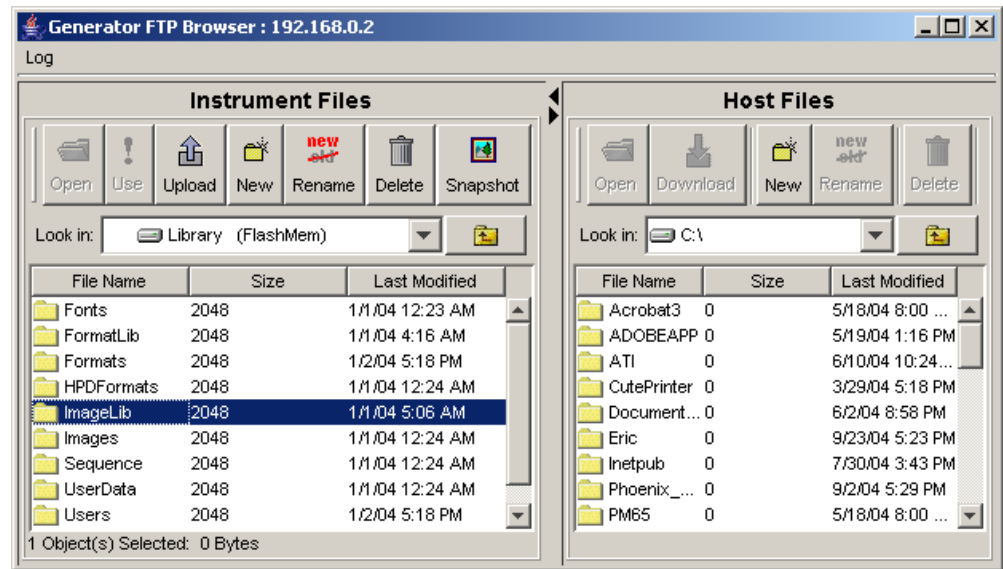 Generator FTP Browser : 192.168.0.2
Log
Instrument Files
Open Use Upload New new old Rename Delete Snapshot
Look in: Library (FlashMem)
File Name Size Last Modified
Fonts 2048 1/1/04 12:23 AM
FormatLib 2048 1/1/04 4:16 AM
Formats 2048 1/2/04 5:18 PM
HPDFormats 2048 1/1/04 12:24 AM
ImageLib 2048 1/1/04 5:06 AM
Images 2048 1/1/04 12:24 AM
Sequence 2048 1/1/04 12:24 AM
UserData 2048 1/1/04 12:24 AM
Users 2048 1/2/04 5:18 PM
1 Object(s) Selected: 0 Bytes
Host Files
Open Download New new old Rename Delete
Look in: C:\
File Name Size Last Modified
Acrobat3 0 5/18/04 8:00 ...
ADOBEAPP 0 5/19/04 1:16 PM
ATI 0 6/10/04 10:24...
CutePrinter 0 3/29/04 5:18 PM
Document... 0 6/2/04 8:58 PM
Eric 0 9/23/04 5:23 PM
Inetpub 0 7/30/04 3:43 PM
Phoenix_... 0 9/2/04 5:29 PM
PM65 0 5/18/04 8:00 ...